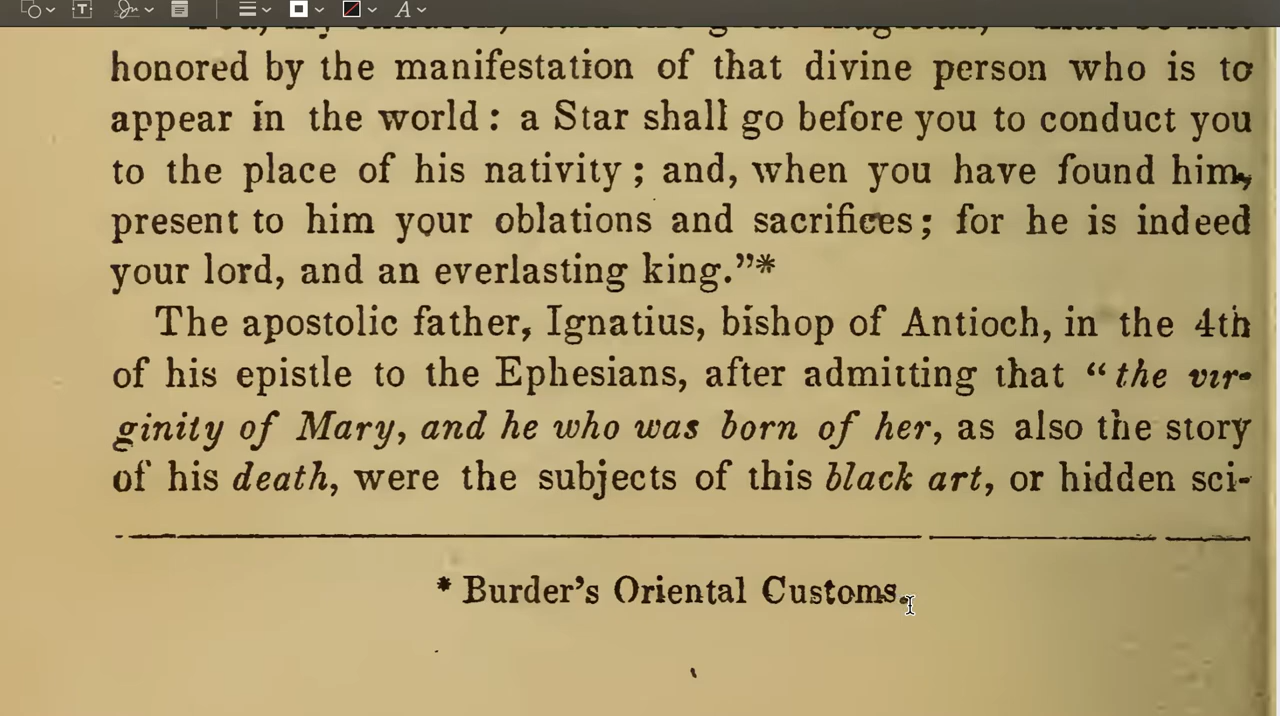 honored by the manifestation of that divine person who is to
appear in the world : a Star shall go before you to conduct you
to the place of his nativity ; and, when you have found him,
present to him your oblations and sacrifices ; for he is indeed
your lord, and an everlasting king.”*
The apostolic father, Ignatius, bishop of Antioch, in the 4th
of his epistle to the Ephesians, after admitting that “ the vir-
ginity of Mary, and he who was born of her, as also the story
of his death, were the subjects of this black art, or hidden sci-
* Burder’s Oriental Customs.